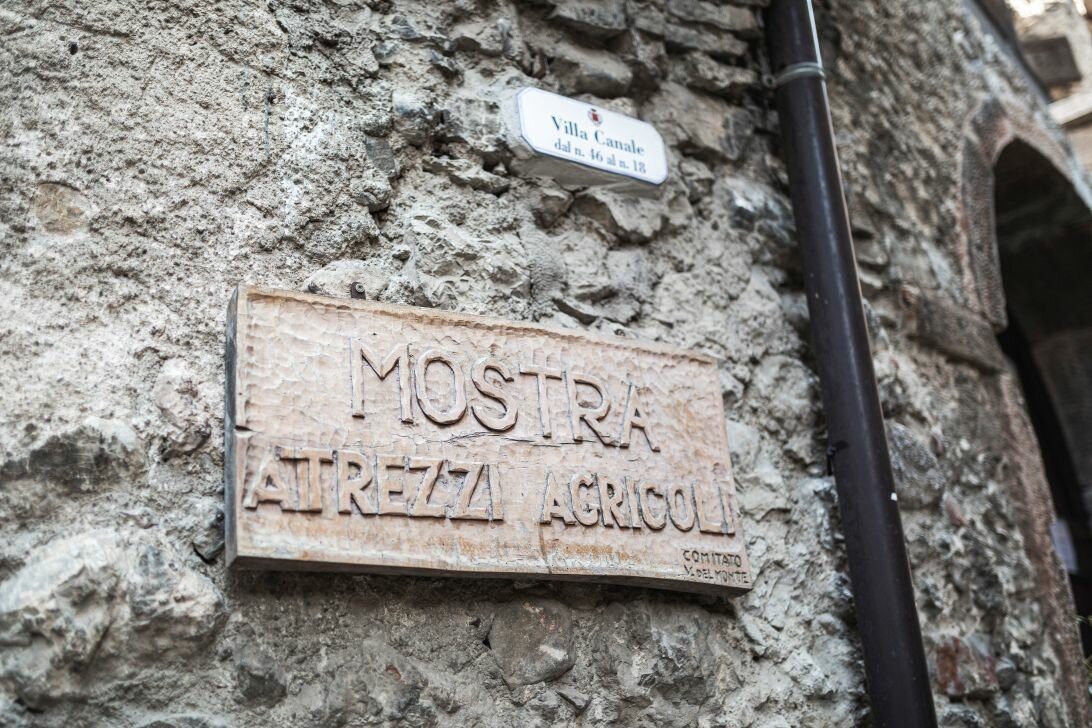 Villa Canale
dal n. 46 al n. 18
MOSTRA
ATTREZZI AGRICOLI
COMITATO
V. DEL MONTE